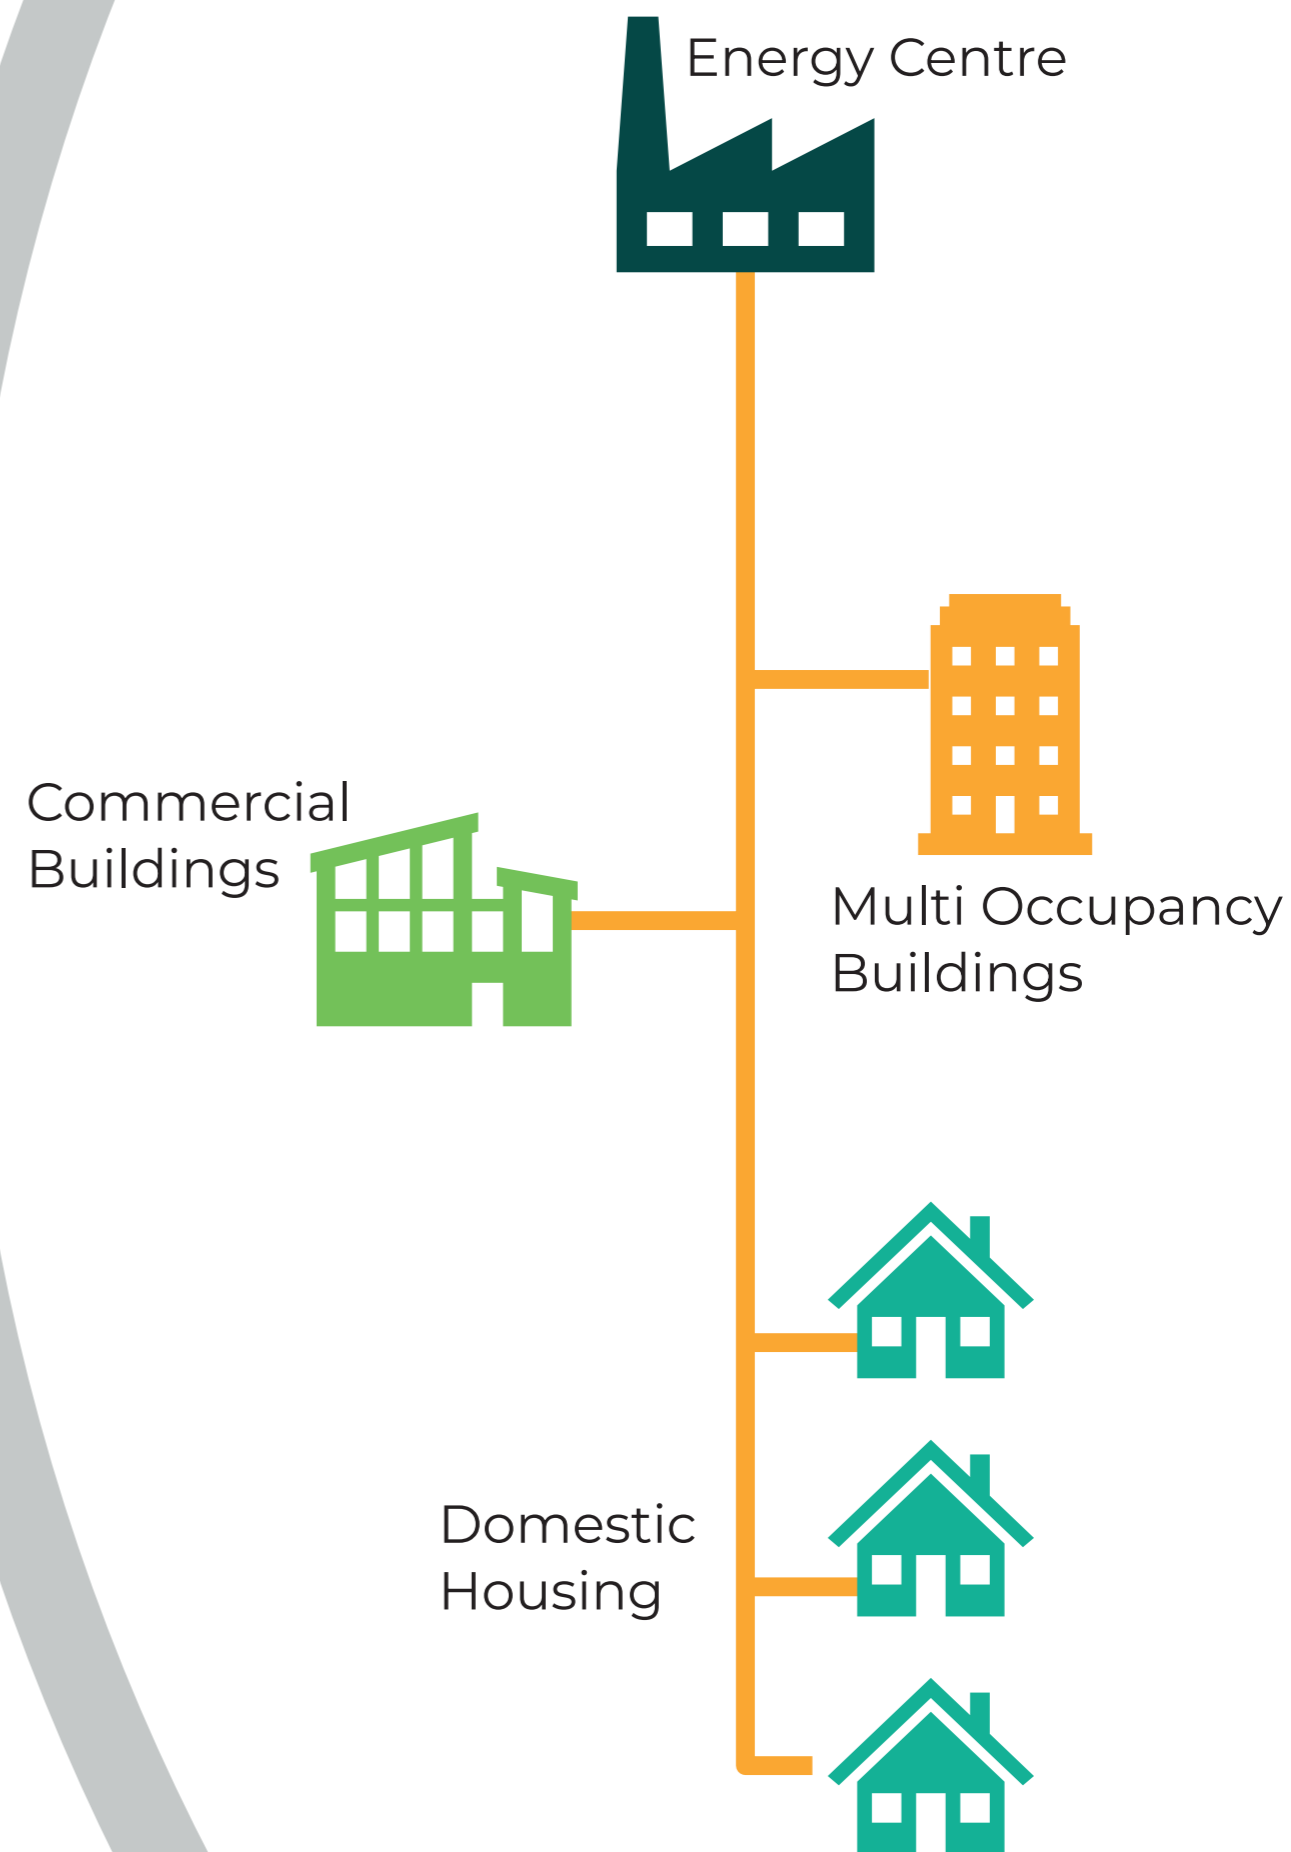 Energy Centre
Commercial
Buildings
Multi Occupancy
Buildings
Domestic
Housing